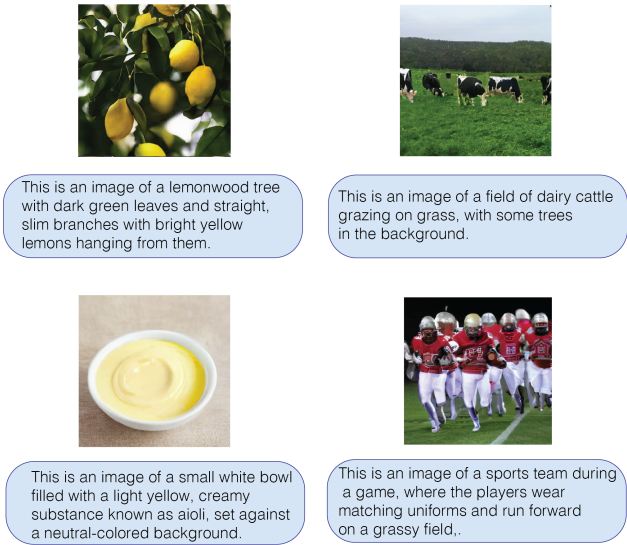 This is an image of a lemonwood tree
with dark green leaves and straight,
slim branches with bright yellow
lemons hanging from them.
This is an image of a field of dairy cattle
grazing on grass, with some trees
in the background.
This is an image of a small white bowl
filled with a light yellow, creamy
substance known as aioli, set against
a neutral-colored background.
This is an image of a sports team during
a game, where the players wear
matching uniforms and run forward
on a grassy field,.